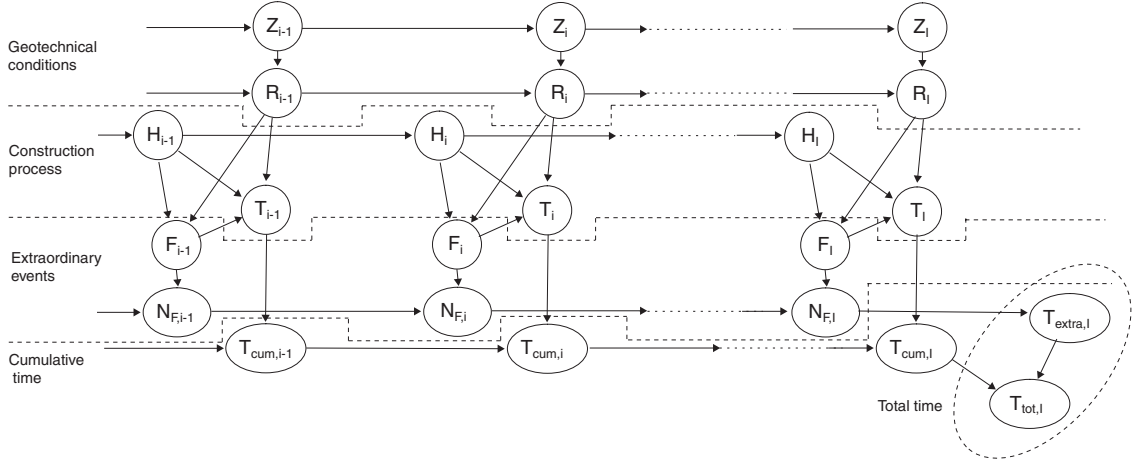 Z_{i-1} Z_i Z_I
Geotechnical
conditions
R_{i-1} R_i R_I
H_{i-1} H_i H_I
Construction
process
T_{i-1} T_i T_I
F_{i-1} F_i F_I
Extraordinary
events
N_{F,i-1} N_{F,i} N_{F,I} T_{extra,I}
Cumulative
time
T_{cum,i-1} T_{cum,i} T_{cum,I}
Total time T_{tot,I}